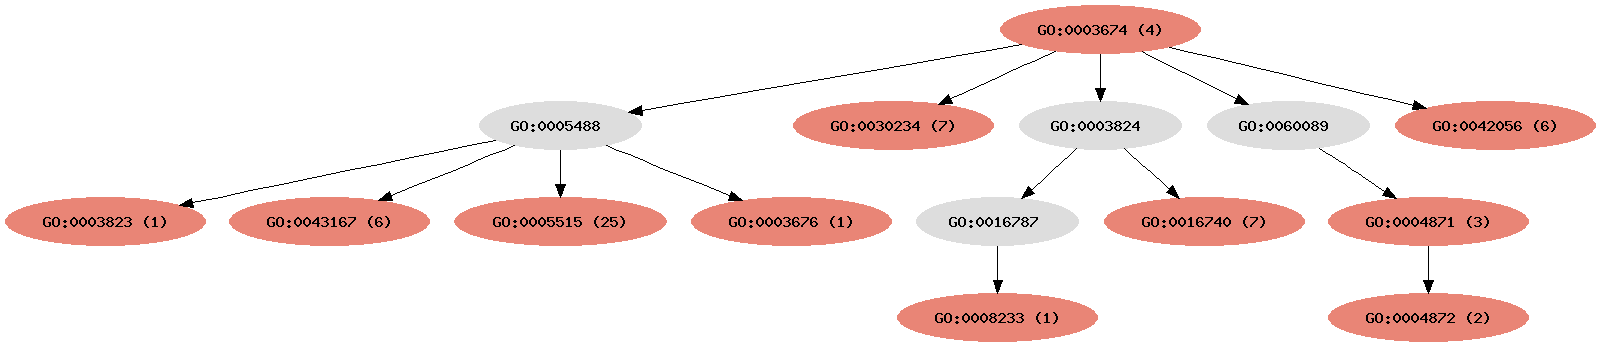 GO:0003674 (4)
GO:0005488
GO:0030234 (7)
GO:0003824
GO:0060089
GO:0042056 (6)
GO:0003823 (1)
GO:0043167 (6)
GO:0005515 (25)
GO:0003676 (1)
GO:0016787
GO:0016740 (7)
GO:0004871 (3)
GO:0008233 (1)
GO:0004872 (2)